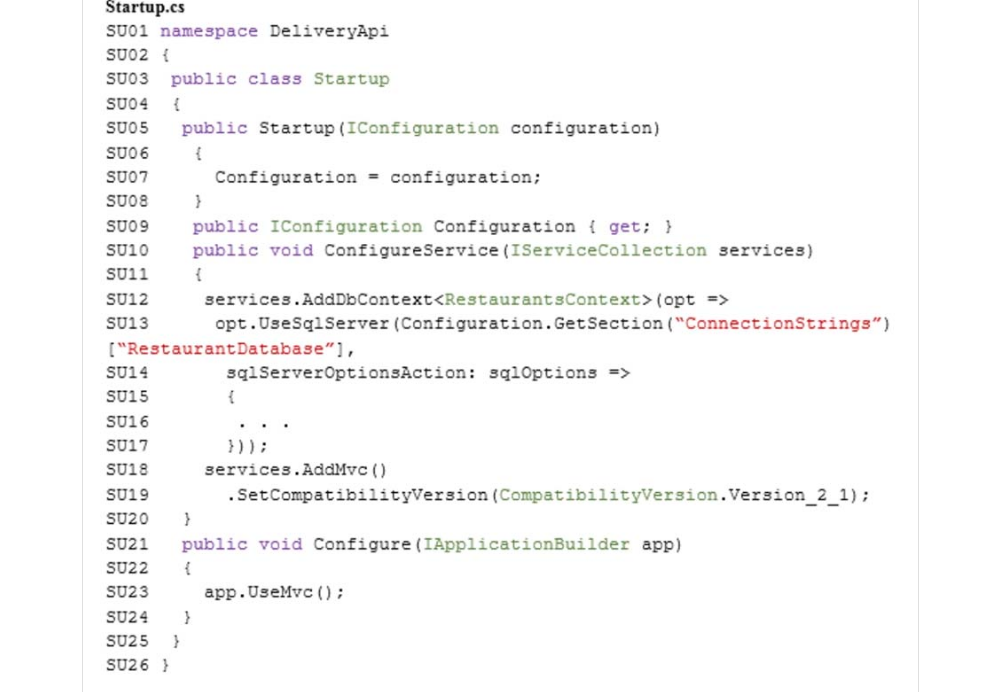 Startup.cs
SU01 namespace DeliveryApi
SU02 {
SU03 public class Startup
SU04 {
SU05 public Startup(IConfiguration configuration)
SU06 {
SU07 Configuration = configuration;
SU08 }
SU09 public IConfiguration Configuration { get; }
SU10 public void ConfigureService(IServiceCollection services)
SU11 {
SU12 services.AddDbContext<RestaurantsContext>(opt =>
SU13 opt.UseSqlServer(Configuration.GetSection(“ConnectionStrings”)
[“RestaurantDatabase”],
SU14 sqlServerOptionsAction: sqlOptions =>
SU15 {
SU16 . . .
SU17 }));
SU18 services.AddMvc()
SU19 .SetCompatibilityVersion(CompatibilityVersion.Version_2_1);
SU20 }
SU21 public void Configure(IApplicationBuilder app)
SU22 {
SU23 app.UseMvc();
SU24 }
SU25 }
SU26 }